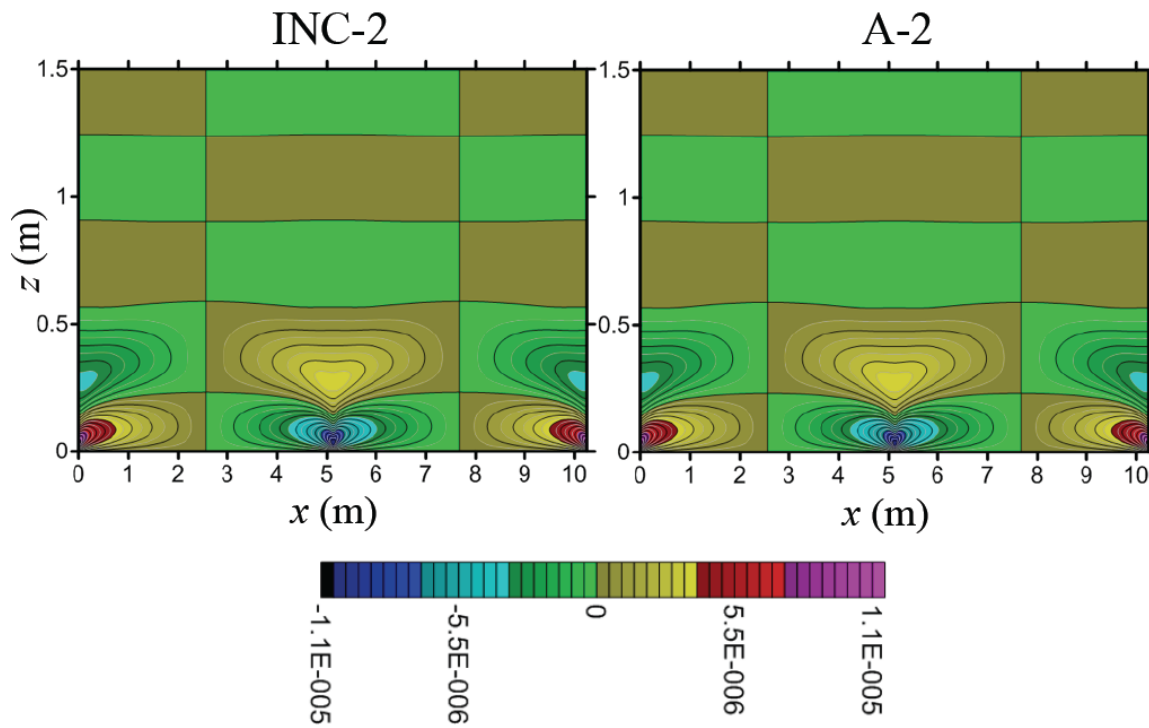 INC-2 A-2
1.5 1.5
1 1
0.5 0.5
0 0
z (m)
0 1 2 3 4 5 6 7 8 9 10 0 1 2 3 4 5 6 7 8 9 10
x (m) x (m)
-1.1E-005 -5.5E-006 0 5.5E-006 1.1E-005